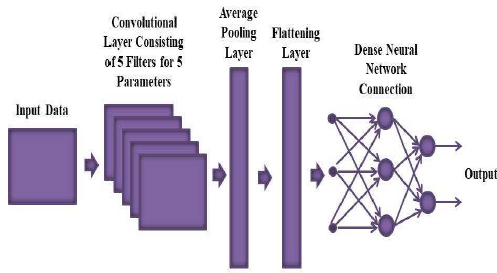 Input Data
Convolutional
Layer Consisting
of 5 Filters for 5
Parameters
Average
Pooling
Layer
Flattening
Layer
Dense Neural
Network
Connection
Output